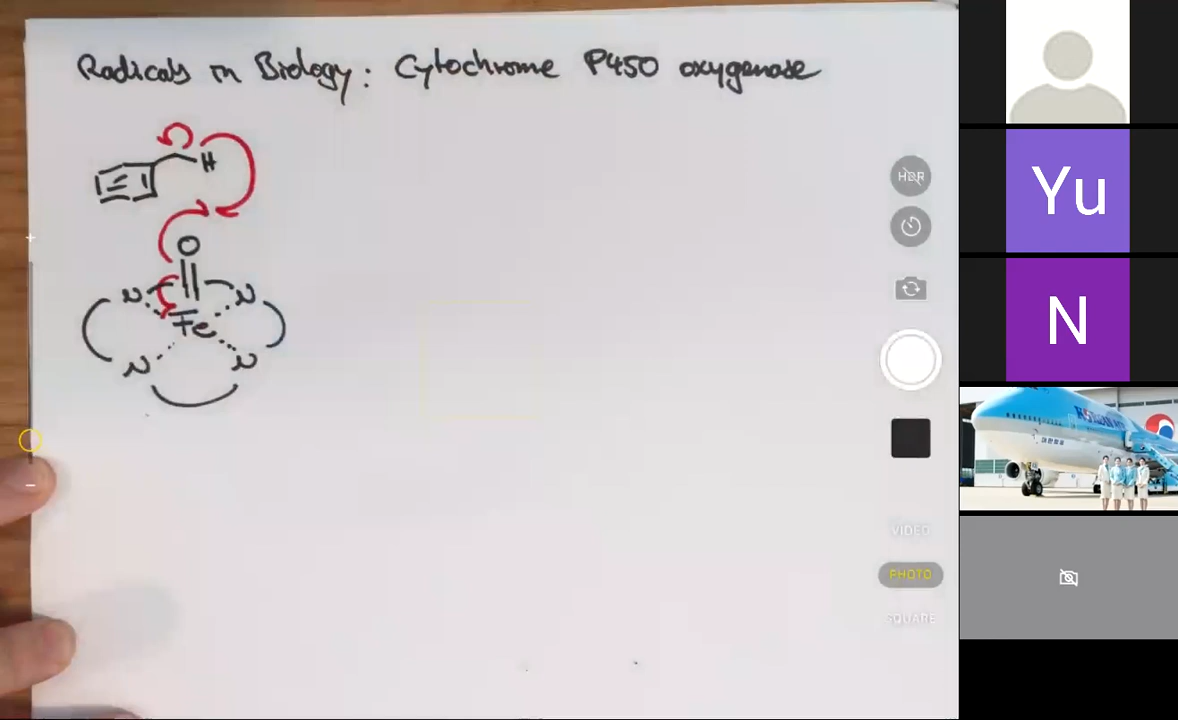 Radicals in Biology: Cytochrome P450 oxygenase
H
O
N N
Fe
N N
HDR
VIDEO
PHOTO
SQUARE
Yu
N